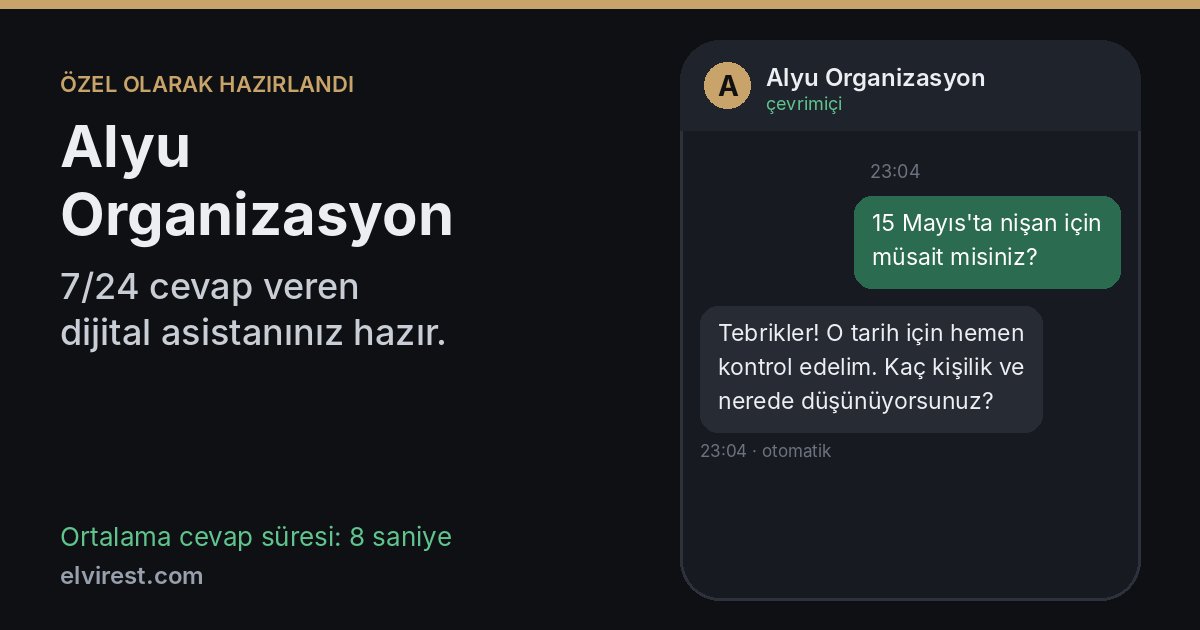 ÖZEL OLARAK HAZIRLANDI
Alyu
Organizasyon
7/24 cevap veren
dijital asistanınız hazır.
Ortalama cevap süresi: 8 saniye
elvirest.com
A
Alyu Organizasyon
çevrimiçi
23:04
15 Mayıs'ta nişan için
müsait misiniz?
Tebrikler! O tarih için hemen
kontrol edelim. Kaç kişilik ve
nerede düşünüyorsunuz?
23:04 · otomatik